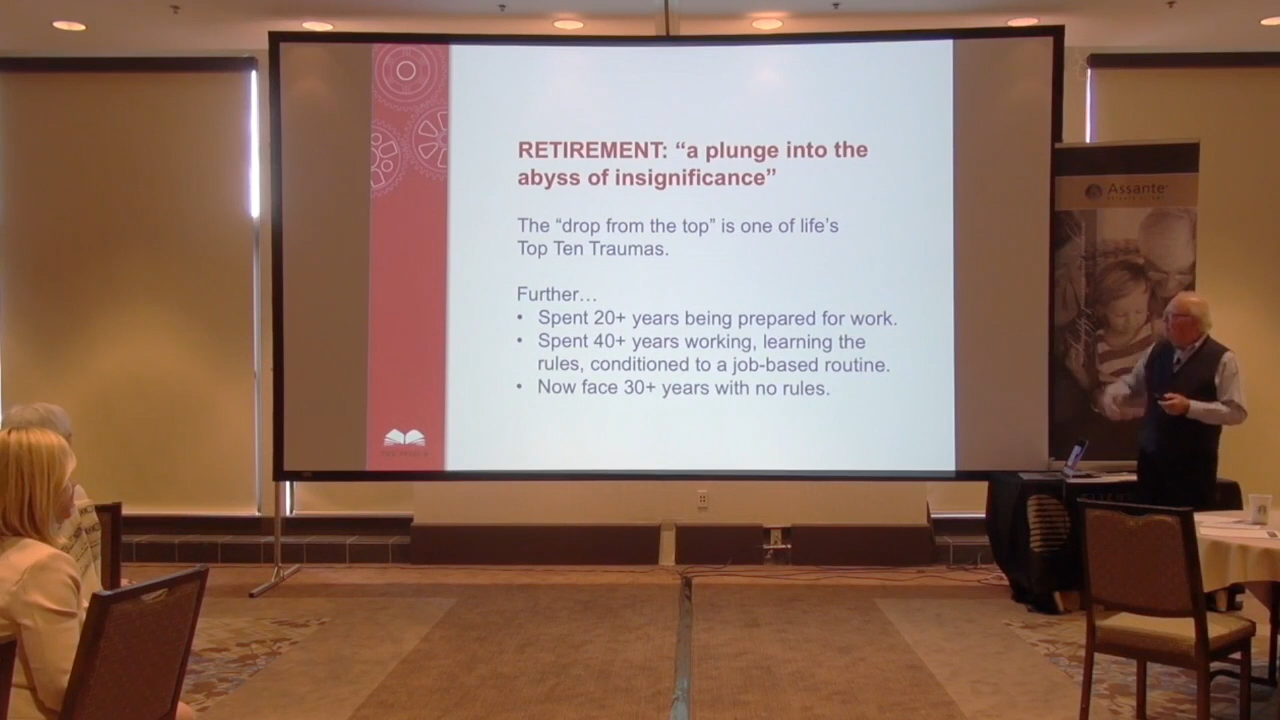 RETIREMENT: “a plunge into the
abyss of insignificance”
The “drop from the top” is one of life’s
Top Ten Traumas.
Further…
• Spent 20+ years being prepared for work.
• Spent 40+ years working, learning the
rules, conditioned to a job-based routine.
• Now face 30+ years with no rules.
Assante